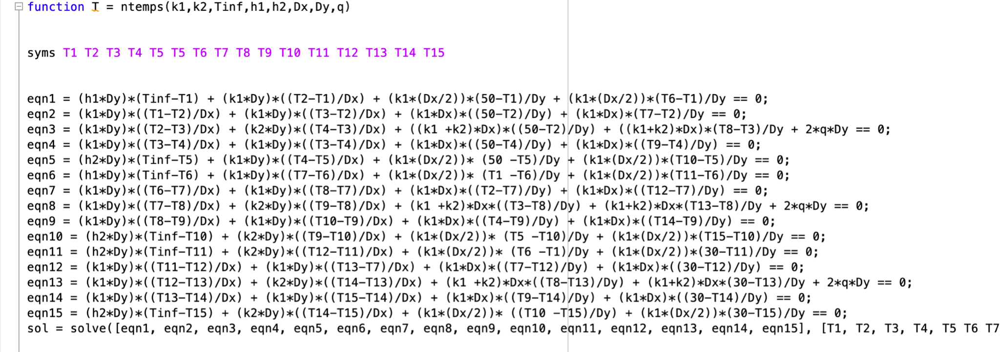 function T = ntemps(k1,k2,Tinf,h1,h2,Dx,Dy,q)
syms T1 T2 T3 T4 T5 T5 T6 T7 T8 T9 T10 T11 T12 T13 T14 T15
eqn1 = (h1*Dy)*(Tinf-T1) + (k1*Dy)*((T2-T1)/Dx) + (k1*(Dx/2))*(50-T1)/Dy + (k1*(Dx/2))*(T6-T1)/Dy == 0;
eqn2 = (k1*Dy)*((T1-T2)/Dx) + (k1*Dy)*((T3-T2)/Dx) + (k1*Dx)*((50-T2)/Dy) + (k1*Dx)*(T7-T2)/Dy == 0;
eqn3 = (k1*Dy)*((T2-T3)/Dx) + (k2*Dy)*((T4-T3)/Dx) + ((k1 +k2)*Dx)*((50-T2)/Dy) + ((k1+k2)*Dx)*(T8-T3)/Dy + 2*q*Dy == 0;
eqn4 = (k1*Dy)*((T3-T4)/Dx) + (k1*Dy)*((T3-T4)/Dx) + (k1*Dx)*((50-T4)/Dy) + (k1*Dx)*((T9-T4)/Dy) == 0;
eqn5 = (h2*Dy)*(Tinf-T5) + (k1*Dy)*((T4-T5)/Dx) + (k1*(Dx/2))* (50 -T5)/Dy + (k1*(Dx/2))*(T10-T5)/Dy == 0;
eqn6 = (h1*Dy)*(Tinf-T6) + (k1*Dy)*((T7-T6)/Dx) + (k1*(Dx/2))* (T1 -T6)/Dy + (k1*(Dx/2))*(T11-T6)/Dy == 0;
eqn7 = (k1*Dy)*((T6-T7)/Dx) + (k1*Dy)*((T8-T7)/Dx) + (k1*Dx)*((T2-T7)/Dy) + (k1*Dx)*((T12-T7)/Dy) == 0;
eqn8 = (k1*Dy)*((T7-T8)/Dx) + (k2*Dy)*((T9-T8)/Dx) + (k1 +k2)*Dx*((T3-T8)/Dy) + (k1+k2)*Dx*(T13-T8)/Dy + 2*q*Dy == 0;
eqn9 = (k1*Dy)*((T8-T9)/Dx) + (k1*Dy)*((T10-T9)/Dx) + (k1*Dx)*((T4-T9)/Dy) + (k1*Dx)*((T14-T9)/Dy) == 0;
eqn10 = (h2*Dy)*(Tinf-T10) + (k2*Dy)*((T9-T10)/Dx) + (k1*(Dx/2))* (T5 -T10)/Dy + (k1*(Dx/2))*(T15-T10)/Dy == 0;
eqn11 = (h2*Dy)*(Tinf-T11) + (k2*Dy)*((T12-T11)/Dx) + (k1*(Dx/2))* (T6 -T1)/Dy + (k1*(Dx/2))*(30-T11)/Dy == 0;
eqn12 = (k1*Dy)*((T11-T12)/Dx) + (k1*Dy)*((T13-T7)/Dx) + (k1*Dx)*((T7-T12)/Dy) + (k1*Dx)*((30-T12)/Dy) == 0;
eqn13 = (k1*Dy)*((T12-T13)/Dx) + (k2*Dy)*((T14-T13)/Dx) + (k1 +k2)*Dx*((T8-T13)/Dy) + (k1+k2)*Dx*(30-T13)/Dy + 2*q*Dy == 0;
eqn14 = (k1*Dy)*((T13-T14)/Dx) + (k1*Dy)*((T15-T14)/Dx) + (k1*Dx)*((T9-T14)/Dy) + (k1*Dx)*((30-T14)/Dy) == 0;
eqn15 = (h2*Dy)*(Tinf-T15) + (k2*Dy)*((T14-T15)/Dx) + (k1*(Dx/2))* ((T10 -T15)/Dy) + (k1*(Dx/2))*(30-T15)/Dy == 0;
sol = solve([eqn1, eqn2, eqn3, eqn4, eqn5, eqn6, eqn7, eqn8, eqn9, eqn10, eqn11, eqn12, eqn13, eqn14, eqn15], [T1, T2, T3, T4, T5 T6 T7